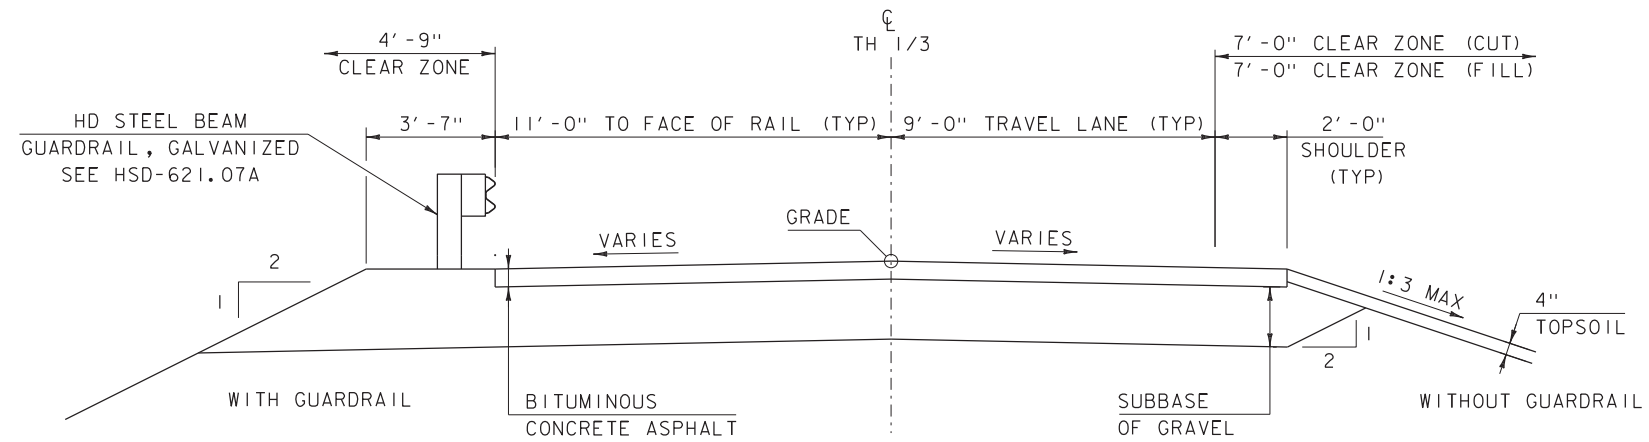 ℄
TH 1/3
4'-9"
CLEAR ZONE
7'-0" CLEAR ZONE (CUT)
7'-0" CLEAR ZONE (FILL)
HD STEEL BEAM
GUARDRAIL, GALVANIZED
SEE HSD-621.07A
3'-7"
11'-0" TO FACE OF RAIL (TYP)
9'-0" TRAVEL LANE (TYP)
2'-0"
SHOULDER
(TYP)
GRADE
VARIES
VARIES
2
1
1:3 MAX
4"
TOPSOIL
1
2
WITH GUARDRAIL
BITUMINOUS
CONCRETE ASPHALT
SUBBASE
OF GRAVEL
WITHOUT GUARDRAIL